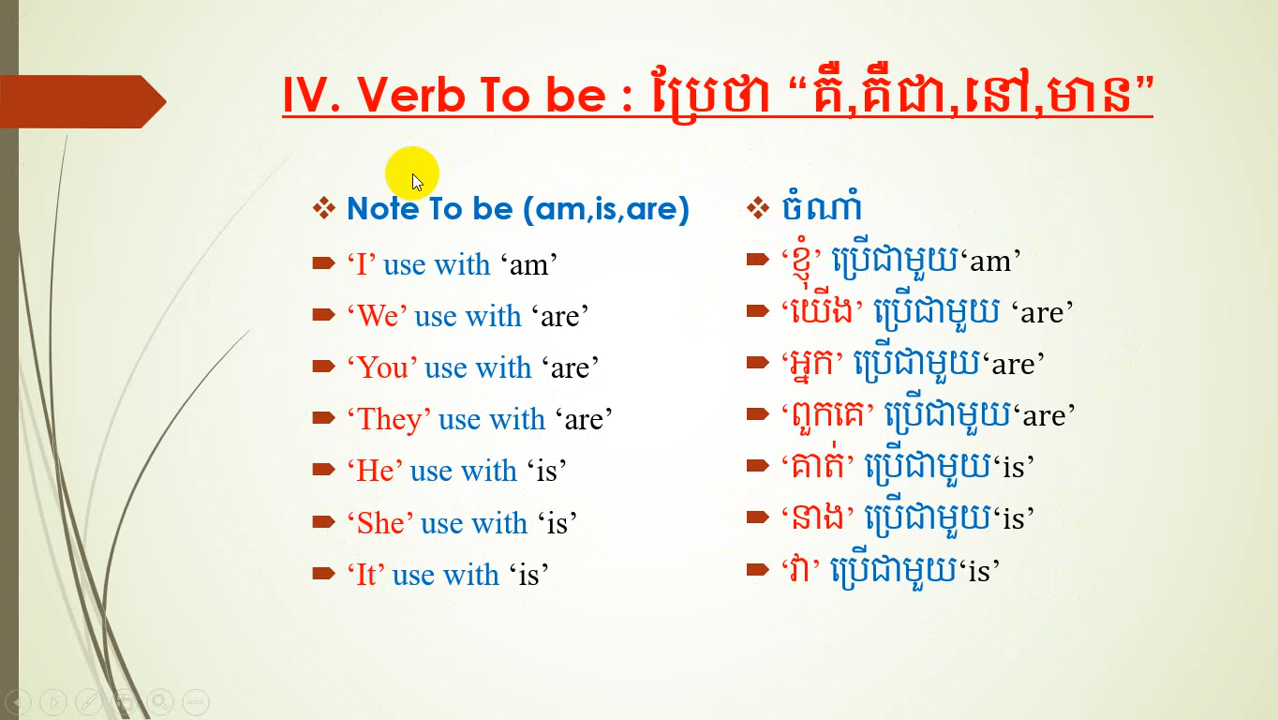 IV. Verb To be : ប្រែថា “គឺ,គឺជា,នៅ,មាន”
Note To be (am,is,are)
‘I’ use with ‘am’
‘We’ use with ‘are’
‘You’ use with ‘are’
‘They’ use with ‘are’
‘He’ use with ‘is’
‘She’ use with ‘is’
‘It’ use with ‘is’
ចំណាំ
‘ខ្ញុំ’ ប្រើជាមួយ‘am’
‘យើង’ ប្រើជាមួយ ‘are’
‘អ្នក’ ប្រើជាមួយ‘are’
‘ពួកគេ’ ប្រើជាមួយ‘are’
‘គាត់’ ប្រើជាមួយ‘is’
‘នាង’ ប្រើជាមួយ‘is’
‘វា’ ប្រើជាមួយ‘is’